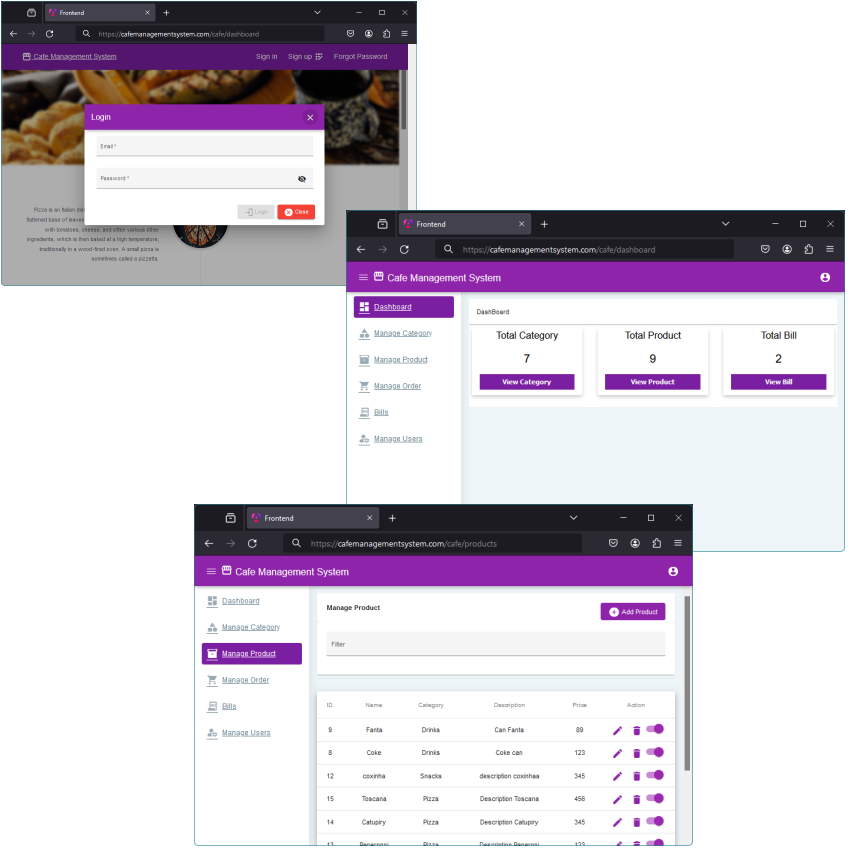 Frontend
https://cafemanagementsystem.com/cafe/dashboard
Cafe Management System
Sign in
Sign up
Forgot Password
Login
Email *
Password *
Login
Close
Pizza is an Italian dis
flattened base of leaves
with tomatoes, cheese, and often various other
ingredients, which is then baked at a high temperature,
traditionally in a wood-fired oven. A small pizza is
sometimes called a pizzetta.
Frontend
https://cafemanagementsystem.com/cafe/dashboard
Cafe Management System
Dashboard
Manage Category
Manage Product
Manage Order
Bills
Manage Users
DashBoard
Total Category
7
View Category
Total Product
9
View Product
Total Bill
2
View Bill
Frontend
https://cafemanagementsystem.com/cafe/products
Cafe Management System
Dashboard
Manage Category
Manage Product
Manage Order
Bills
Manage Users
Manage Product
Add Product
Filter
ID Name Category Description Price Action
9 Fanta Drinks Can Fanta 89
8 Coke Drinks Coke can 123
12 coxinha Snacks description coxinhaa 345
15 Toscana Pizza Description Toscana 456
14 Catupiry Pizza Description Catupiry 345
13 Peperoni Pizza Description Peperoni 123